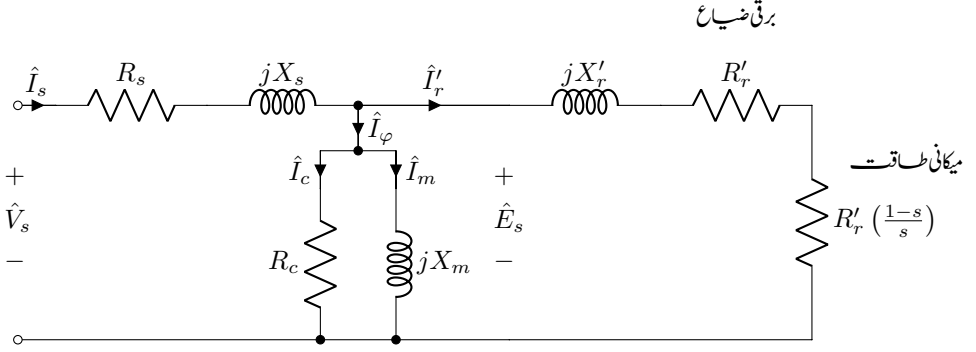 برقی ضیاع
Î_s R_s jX_s Î′_r jX′_r R′_r
Î_φ
میکانی طاقت
Î_c Î_m
+ +
V̂_s Ê_s R′_r (1−s/s)
− R_c jX_m −